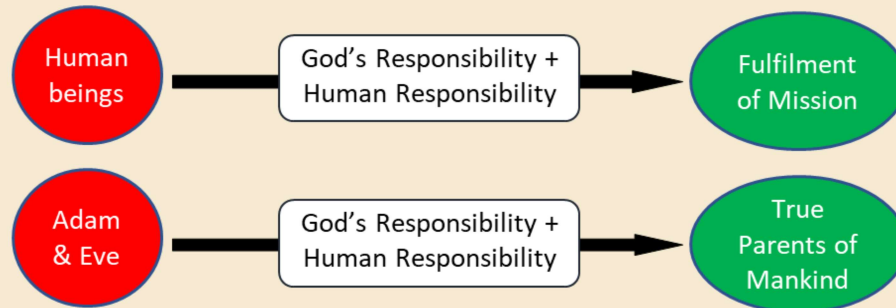 Human
beings
God's Responsibility +
Human Responsibility
Fulfilment
of Mission
Adam
& Eve
God's Responsibility +
Human Responsibility
True
Parents of
Mankind